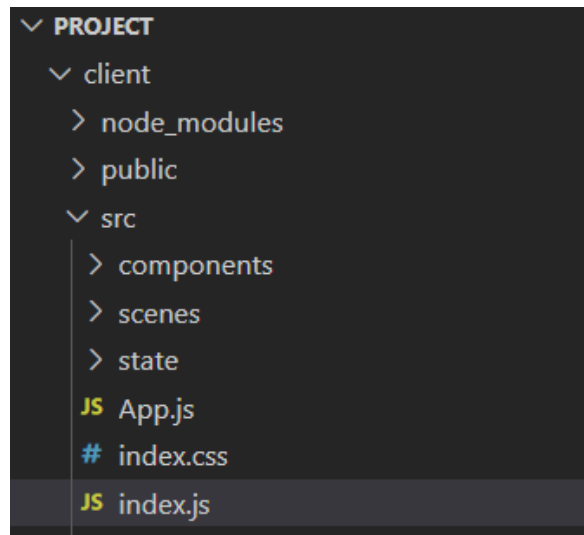 PROJECT
client
node_modules
public
src
components
scenes
state
JS App.js
# index.css
JS index.js